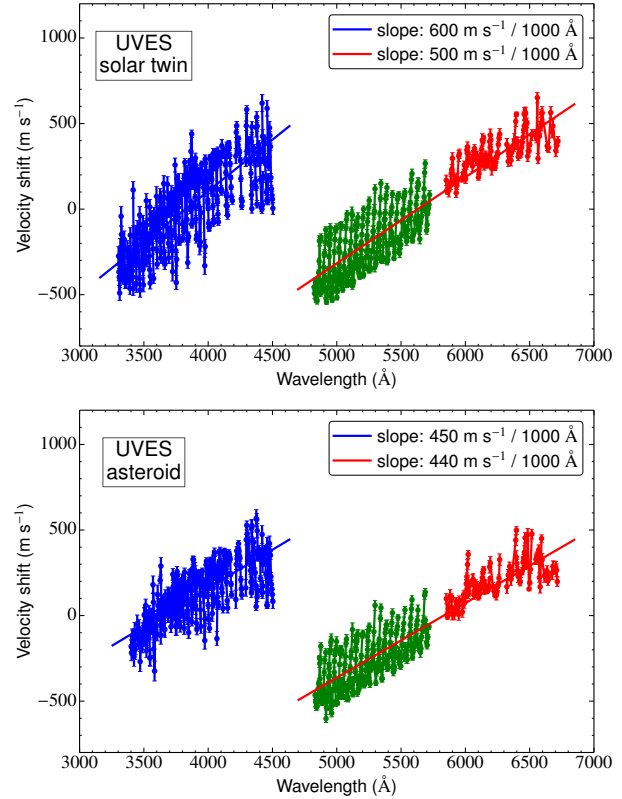 UVES
solar twin
slope: 600 m s⁻¹ / 1000 Å
slope: 500 m s⁻¹ / 1000 Å
1000
500
0
−500
Velocity shift (m s⁻¹)
3000 3500 4000 4500 5000 5500 6000 6500 7000
Wavelength (Å)
UVES
asteroid
slope: 450 m s⁻¹ / 1000 Å
slope: 440 m s⁻¹ / 1000 Å
1000
500
0
−500
Velocity shift (m s⁻¹)
3000 3500 4000 4500 5000 5500 6000 6500 7000
Wavelength (Å)